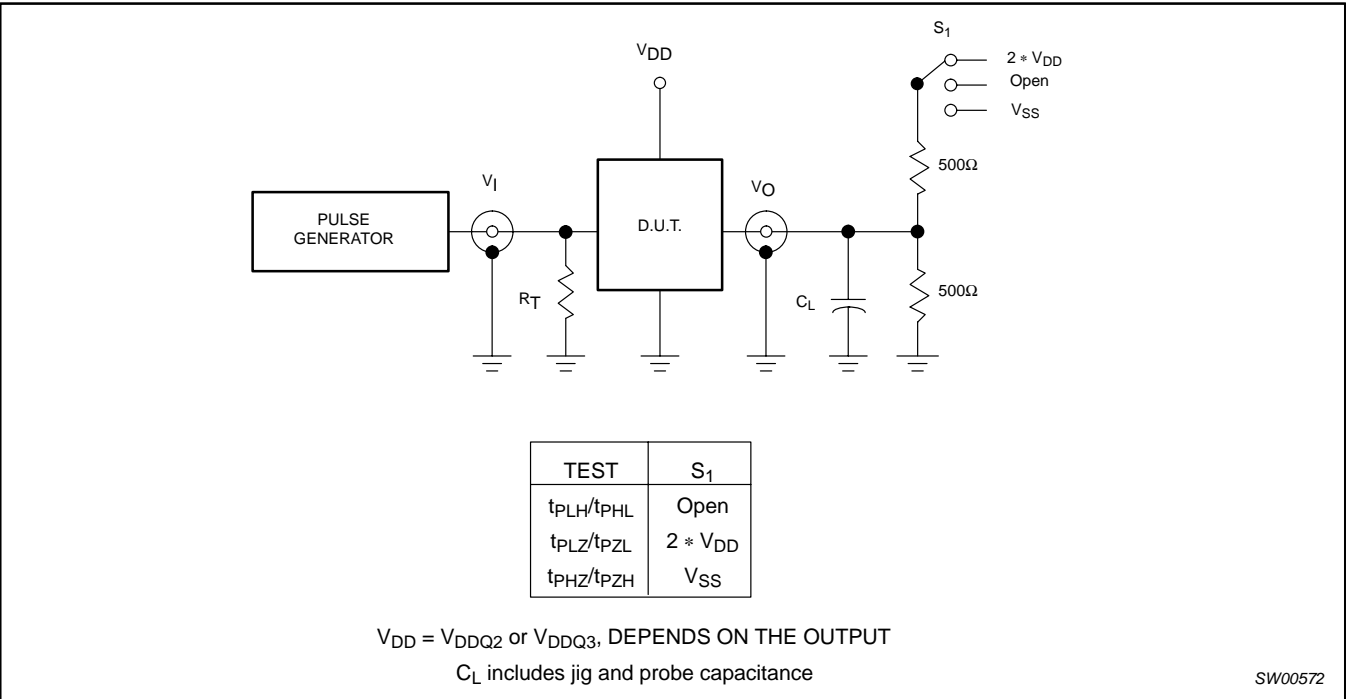 S1
VDD
2 * VDD
Open
VSS
500Ω
VI
VO
PULSE
GENERATOR
D.U.T.
RT
CL
500Ω
TEST S1
tPLH/tPHL Open
tPLZ/tPZL 2 * VDD
tPHZ/tPZH VSS
VDD = VDDQ2 or VDDQ3, DEPENDS ON THE OUTPUT
CL includes jig and probe capacitance
SW00572